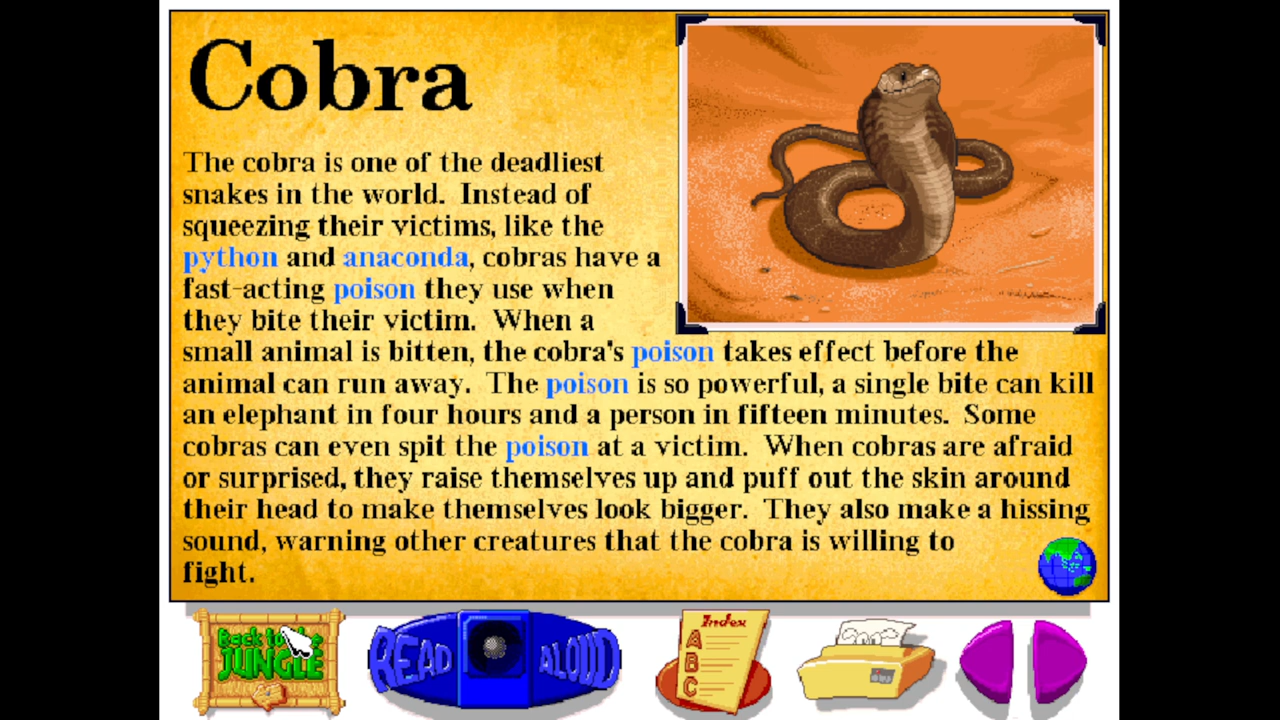 Cobra
The cobra is one of the deadliest
snakes in the world.  Instead of
squeezing their victims, like the
python and anaconda, cobras have a
fast-acting poison they use when
they bite their victim.  When a
small animal is bitten, the cobra's poison takes effect before the
animal can run away.  The poison is so powerful, a single bite can kill
an elephant in four hours and a person in fifteen minutes.  Some
cobras can even spit the poison at a victim.  When cobras are afraid
or surprised, they raise themselves up and puff out the skin around
their head to make themselves look bigger.  They also make a hissing
sound, warning other creatures that the cobra is willing to
fight.
Back to the
JUNGLE
READ ALOUD
Index
A
B
C